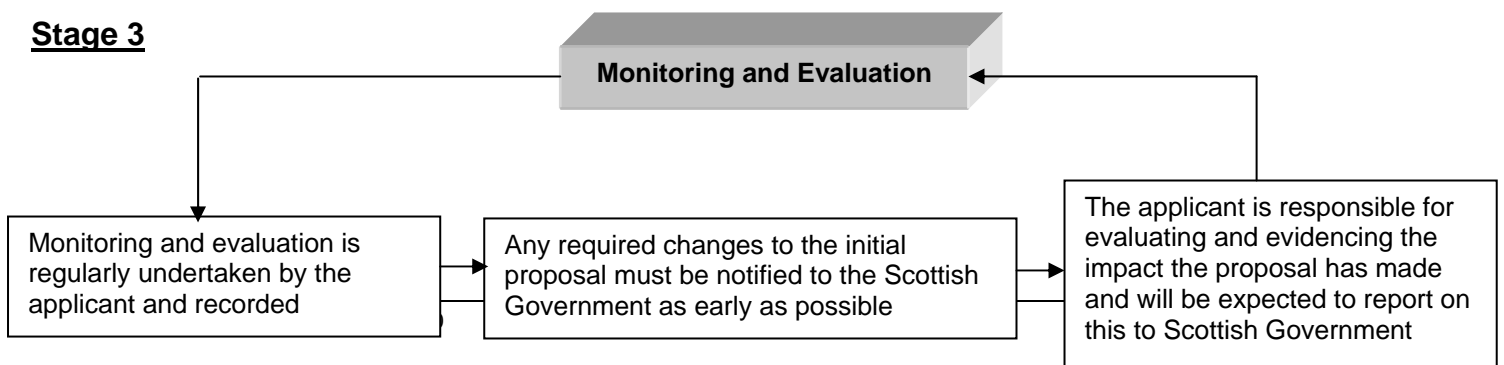 Stage 3
Monitoring and Evaluation
Monitoring and evaluation is
regularly undertaken by the
applicant and recorded
Any required changes to the initial
proposal must be notified to the Scottish
Government as early as possible
The applicant is responsible for
evaluating and evidencing the
impact the proposal has made
and will be expected to report on
this to Scottish Government